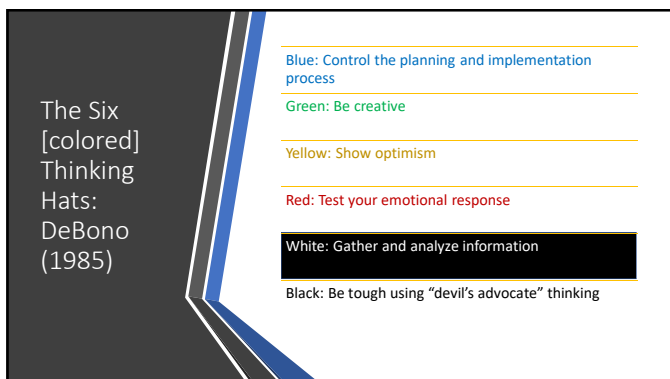 The Six
[colored]
Thinking
Hats:
DeBono
(1985)
Blue: Control the planning and implementation
process
Green: Be creative
Yellow: Show optimism
Red: Test your emotional response
White: Gather and analyze information
Black: Be tough using “devil’s advocate” thinking